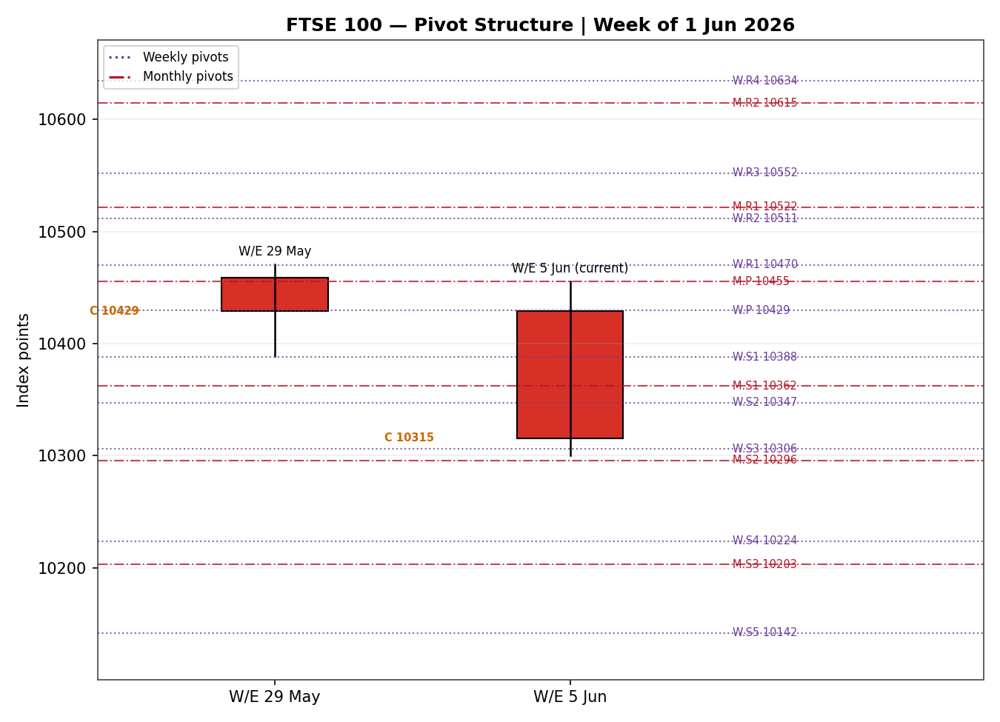 FTSE 100 — Pivot Structure | Week of 1 Jun 2026
Weekly pivots
Monthly pivots
W.R4 10634
M.R2 10615
10600
W.R3 10552
M.R1 10522
W.R2 10511
10500
W/E 29 May
W.R1 10470
W/E 5 Jun (current)
M.P 10455
C 10429
W.P 10429
10400
W.S1 10388
Index points
M.S1 10362
W.S2 10347
C 10315
10300
W.S3 10306
M.S2 10296
W.S4 10224
10200
M.S3 10203
W.S5 10142
W/E 29 May
W/E 5 Jun